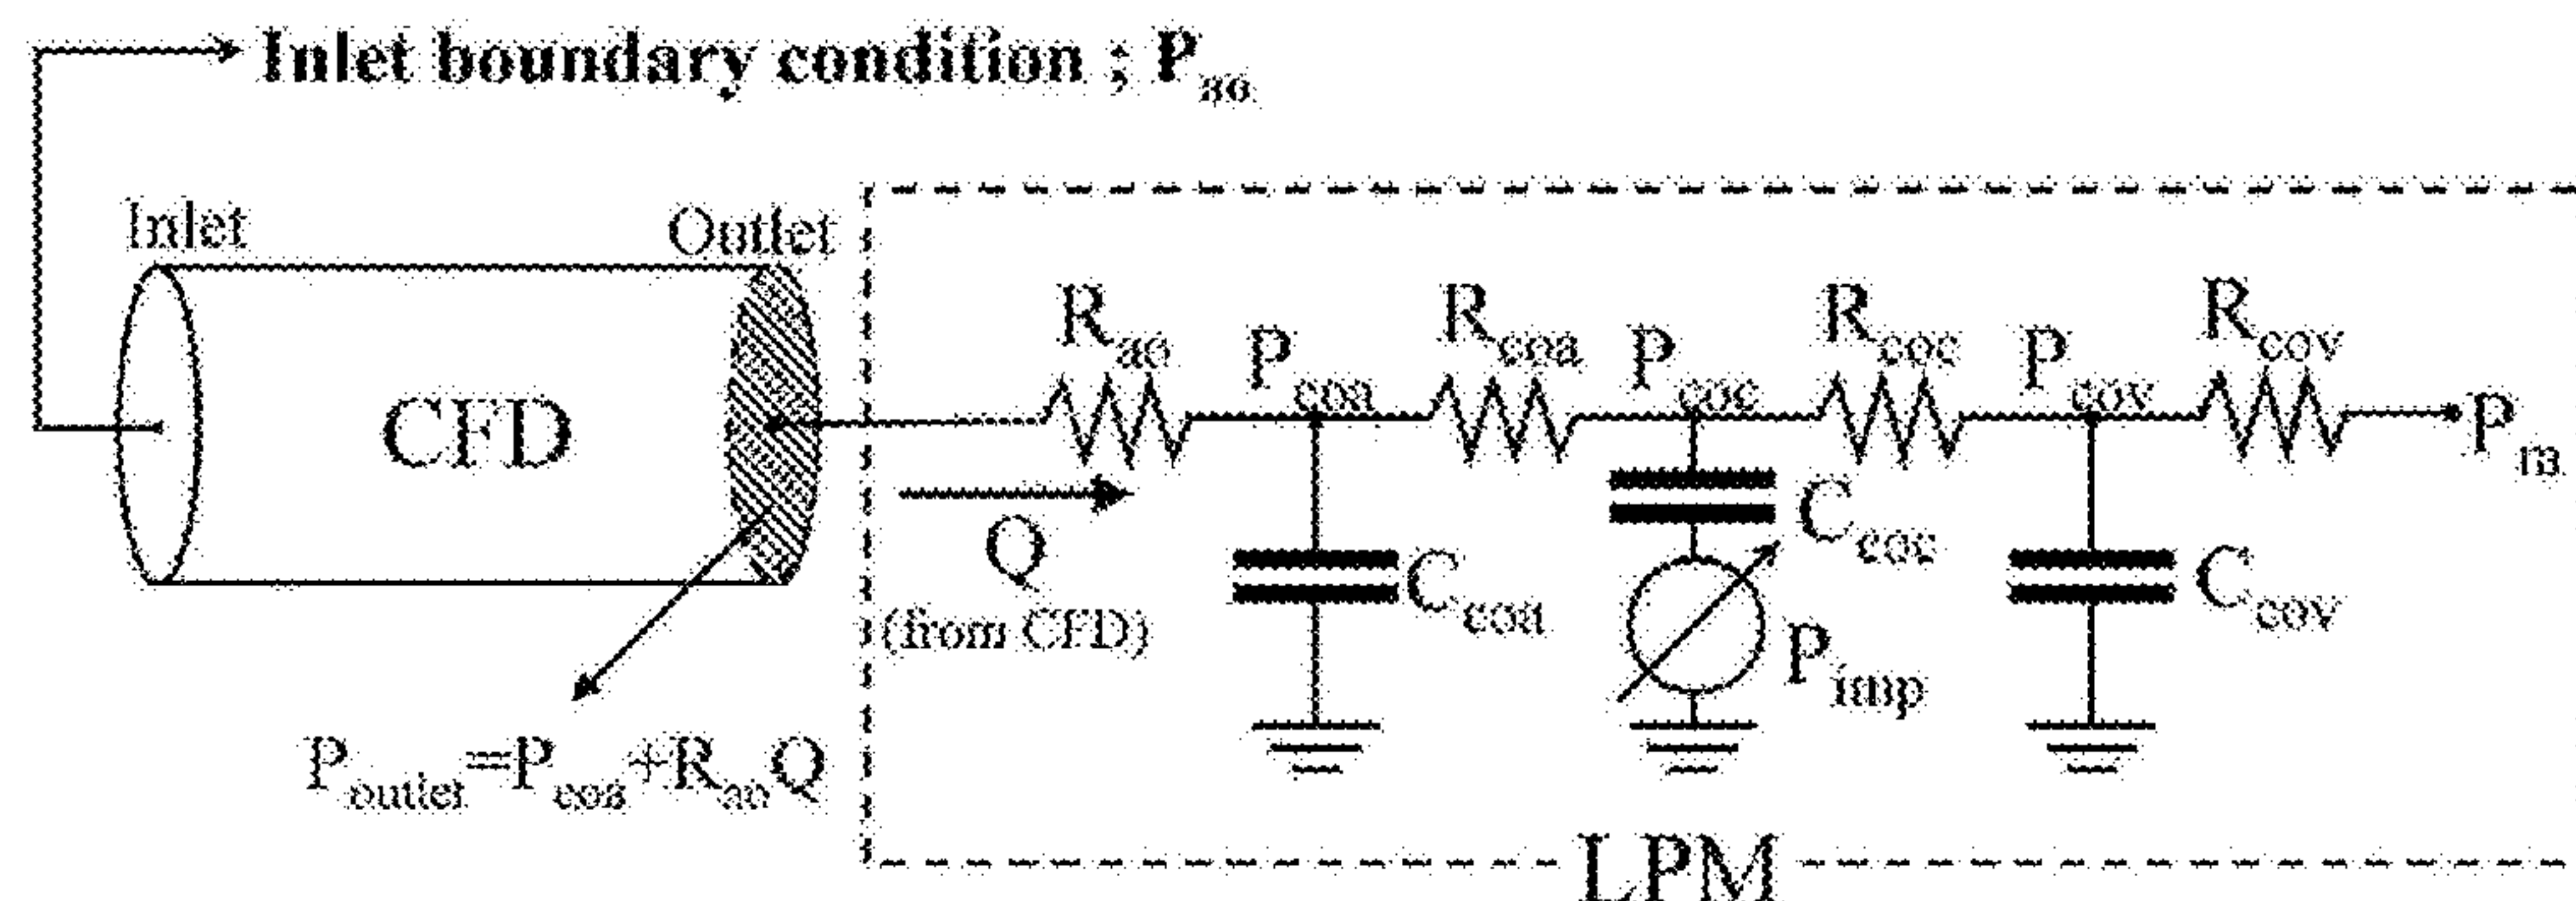 Inlet boundary condition ; P_ao
Inlet
Outlet
CFD
R_ao
P_coa
R_coa
P_coc
R_coc
P_cov
R_cov
P_ra
Q
(from CFD)
C_coa
C_coc
P_imp
C_cov
P_outlet=P_coa+R_aoQ
LPM